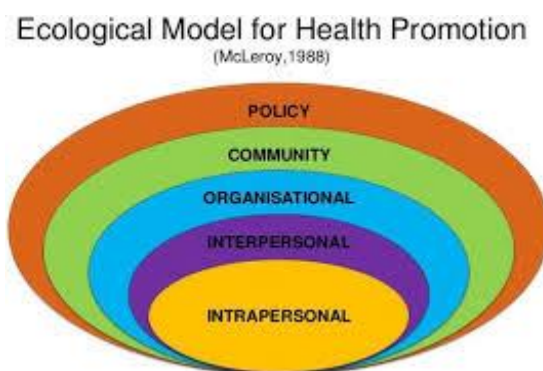 Ecological Model for Health Promotion
(McLeroy,1988)
POLICY
COMMUNITY
ORGANISATIONAL
INTERPERSONAL
INTRAPERSONAL